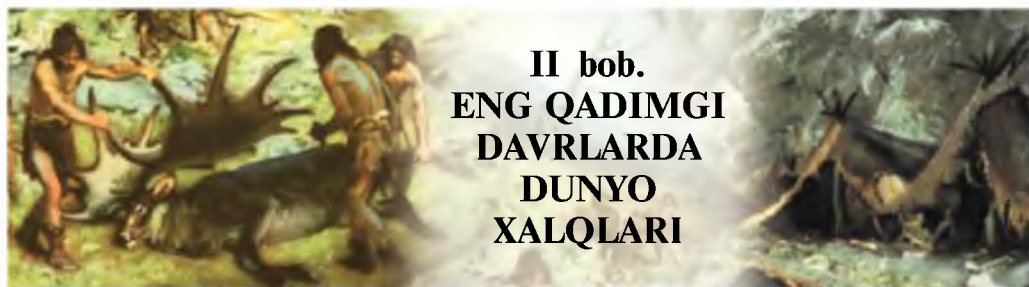 II bob.
ENG QADIMGI
DAVRLARDA
DUNYO
XALQLARI